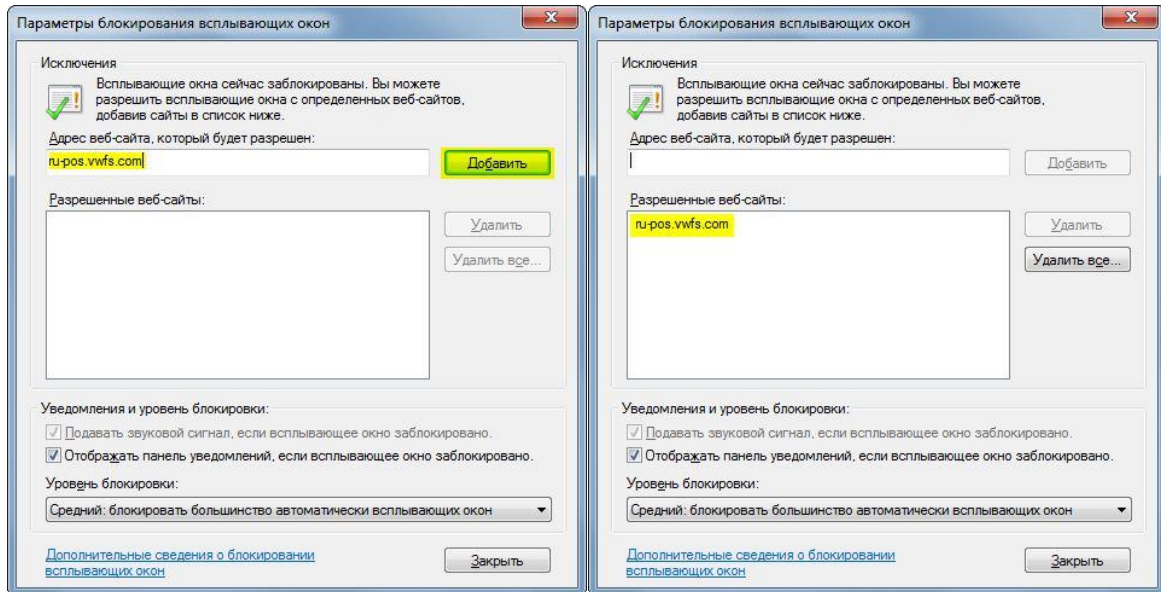 Параметры блокирования всплывающих окон
Исключения
Всплывающие окна сейчас заблокированы. Вы можете
разрешить всплывающие окна с определенных веб-сайтов,
добавив сайты в список ниже.
Адрес веб-сайта, который будет разрешен:
ru-pos.vwfs.com
Добавить
Разрешенные веб-сайты:
Удалить
Удалить все...
Уведомления и уровень блокировки:
Подавать звуковой сигнал, если всплывающее окно заблокировано.
Отображать панель уведомлений, если всплывающее окно заблокировано.
Уровень блокировки:
Средний: блокировать большинство автоматически всплывающих окон
Дополнительные сведения о блокировании
всплывающих окон
Закрыть
Параметры блокирования всплывающих окон
Исключения
Всплывающие окна сейчас заблокированы. Вы можете
разрешить всплывающие окна с определенных веб-сайтов,
добавив сайты в список ниже.
Адрес веб-сайта, который будет разрешен:
Добавить
Разрешенные веб-сайты:
ru-pos.vwfs.com
Удалить
Удалить все...
Уведомления и уровень блокировки:
Подавать звуковой сигнал, если всплывающее окно заблокировано.
Отображать панель уведомлений, если всплывающее окно заблокировано.
Уровень блокировки:
Средний: блокировать большинство автоматически всплывающих окон
Дополнительные сведения о блокировании
всплывающих окон
Закрыть